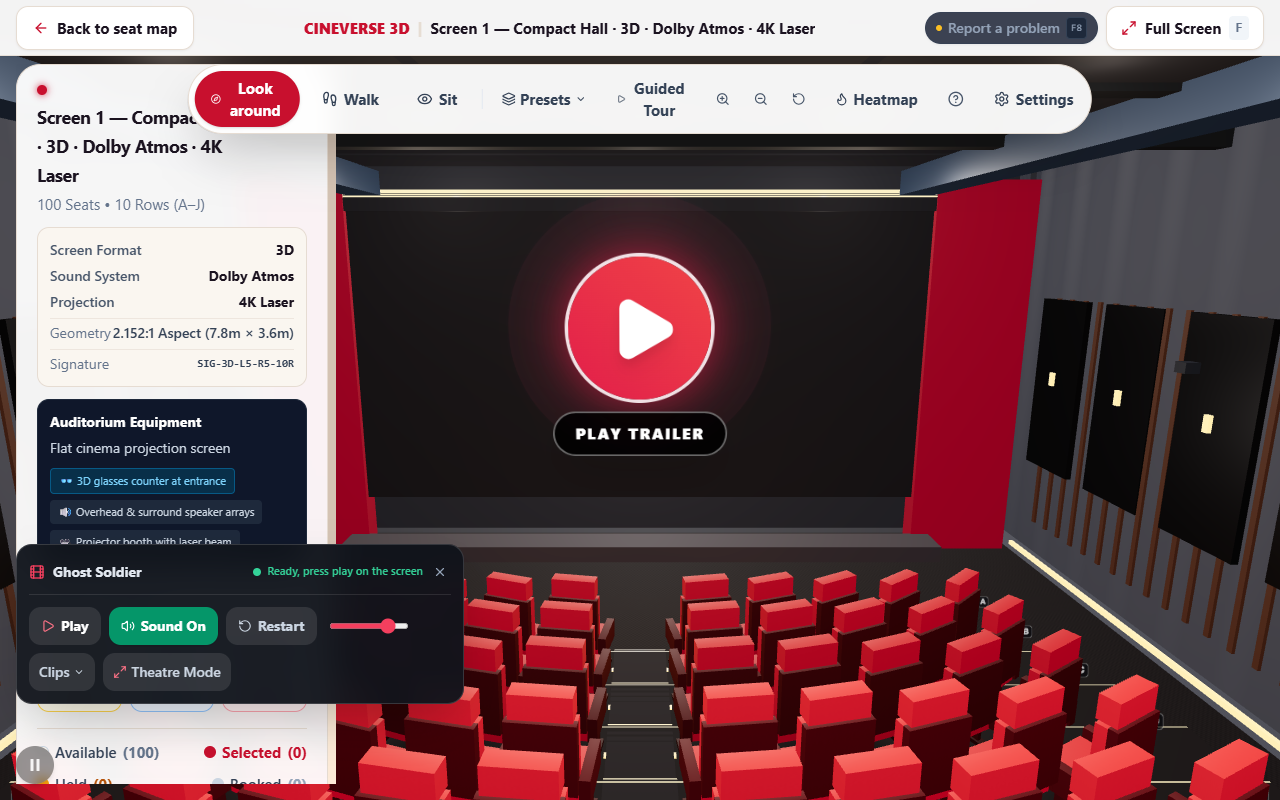 Back to seat map
CINEVERSE 3D | Screen 1 — Compact Hall · 3D · Dolby Atmos · 4K Laser
Report a problem F8
Full Screen F
Look around
Walk
Sit
Presets
Guided Tour
Heatmap
Settings
Screen 1 — Compac
· 3D · Dolby Atmos · 4K
Laser
100 Seats • 10 Rows (A–J)
Screen Format 3D
Sound System Dolby Atmos
Projection 4K Laser
Geometry 2.152:1 Aspect (7.8m × 3.6m)
Signature SIG-3D-L5-R5-10R
Auditorium Equipment
Flat cinema projection screen
3D glasses counter at entrance
Overhead & surround speaker arrays
Projector booth with laser beam
PLAY TRAILER
Ghost Soldier
Ready, press play on the screen
Play
Sound On
Restart
Clips
Theatre Mode
Available (100)
Selected (0)
Held (0)
Booked (0)
A
B